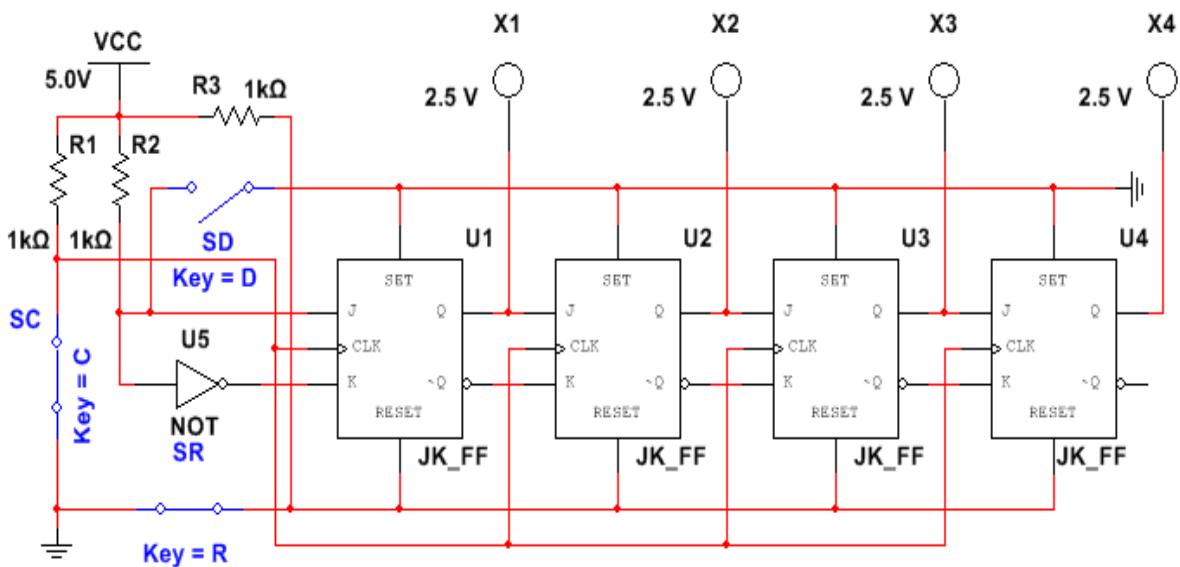 X1 X2 X3 X4
VCC
5.0V R3 1kΩ 2.5 V 2.5 V 2.5 V 2.5 V
R1 R2
1kΩ 1kΩ SD U1 U2 U3 U4
Key = D
SET SET SET SET
SC J Q J Q J Q J Q
U5 CLK CLK CLK CLK
Key = C K ~Q K ~Q K ~Q K ~Q
NOT RESET RESET RESET RESET
SR JK_FF JK_FF JK_FF JK_FF
Key = R